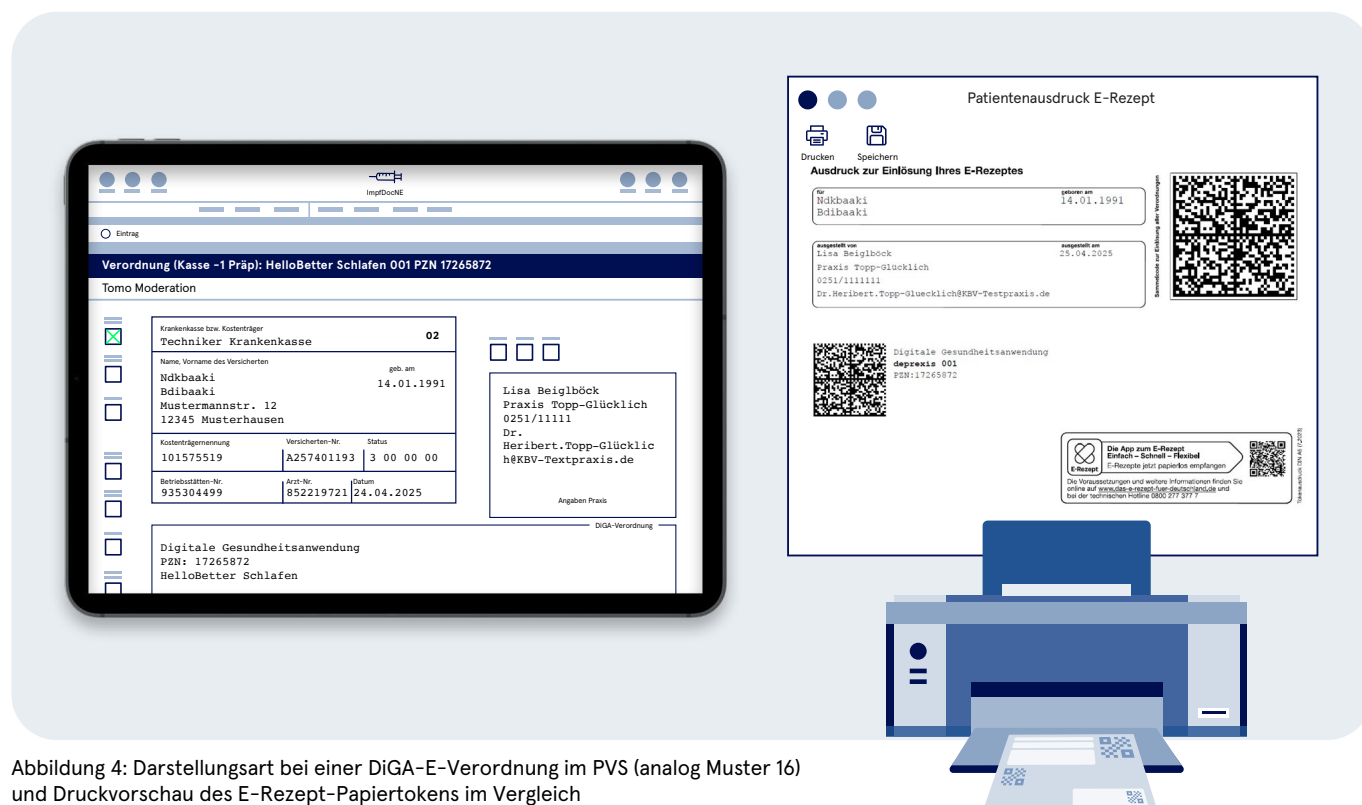 ImpfDocNE
Eintrag
Verordnung (Kasse -1 Präp): HelloBetter Schlafen 001 PZN 17265872
Tomo Moderation
Krankenkasse bzw. Kostenträger
Techniker Krankenkasse
02
Name, Vorname des Versicherten
geb. am
Ndkbaaki
14.01.1991
Bdibaaki
Mustermannstr. 12
12345 Musterhausen
Kostenträgernennung
Versicherten-Nr.
Status
101575519
A257401193
3 00 00 00
Betriebsstätten-Nr.
Arzt-Nr.
Datum
935304499
852219721
24.04.2025
Lisa Beiglböck
Praxis Topp-Glücklich
0251/11111
Dr.
Heribert.Topp-Glücklic
h@KBV-Textpraxis.de
Angaben Praxis
DiGA-Verordnung
Digitale Gesundheitsanwendung
PZN: 17265872
HelloBetter Schlafen
Patientenausdruck E-Rezept
Drucken
Speichern
Ausdruck zur Einlösung Ihres E-Rezeptes
für
geboren am
Ndkbaaki
14.01.1991
Bdibaaki
ausgestellt von
ausgestellt am
Lisa Beiglböck
25.04.2025
Praxis Topp-Glücklich
0251/1111111
Dr.Heribert.Topp-Gluecklich@KBV-Testpraxis.de
Sammelcode zur Einlösung aller Verordnungen
Digitale Gesundheitsanwendung
deprexis 001
PZN:17265872
E-Rezept
Die App zum E-Rezept
Einfach – Schnell – Flexibel
E-Rezepte jetzt papierlos empfangen
Die Voraussetzungen und weitere Informationen finden Sie
online auf www.das-e-rezept-fuer-deutschland.de und
bei der technischen Hotline 0800 277 377 7
Abbildung 4: Darstellungsart bei einer DiGA-E-Verordnung im PVS (analog Muster 16)
und Druckvorschau des E-Rezept-Papiertokens im Vergleich